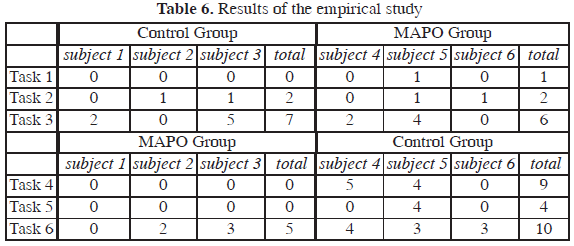 Table 6. Results of the empirical study
Control Group MAPO Group
subject 1 subject 2 subject 3 total subject 4 subject 5 subject 6 total
Task 1 0 0 0 0 0 1 0 1
Task 2 0 1 1 2 0 1 1 2
Task 3 2 0 5 7 2 4 0 6
MAPO Group Control Group
subject 1 subject 2 subject 3 total subject 4 subject 5 subject 6 total
Task 4 0 0 0 0 5 4 0 9
Task 5 0 0 0 0 0 4 0 4
Task 6 0 2 3 5 4 3 3 10